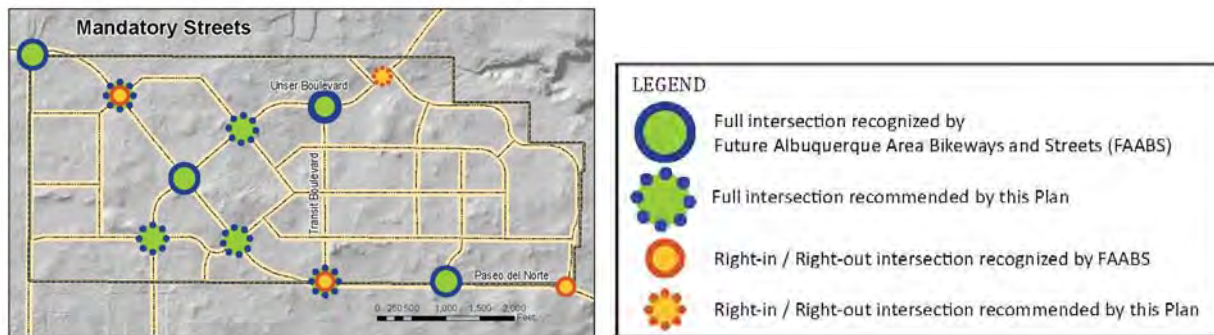 Mandatory Streets
Unser Boulevard
Transit Boulevard
Paseo del Norte
0 250 500 1,000 1,500 2,000
Feet
LEGEND
Full intersection recognized by
Future Albuquerque Area Bikeways and Streets (FAABS)
Full intersection recommended by this Plan
Right-in / Right-out intersection recognized by FAABS
Right-in / Right-out intersection recommended by this Plan